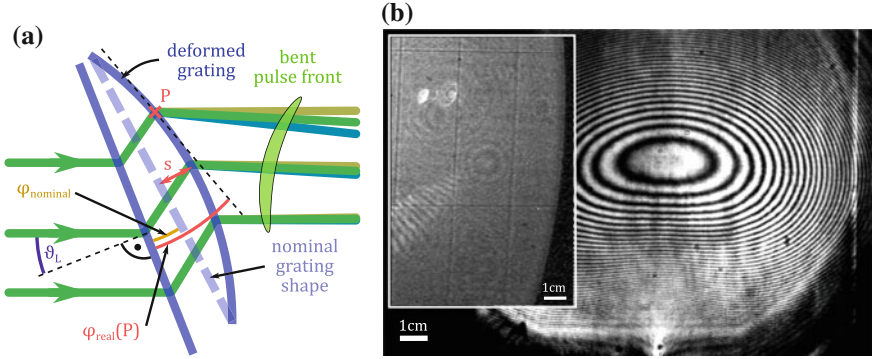 (a)
deformed
grating
bent
pulse front
P
s
φnominal
ϑL
nominal
grating
shape
φreal(P)
(b)
1cm
1cm